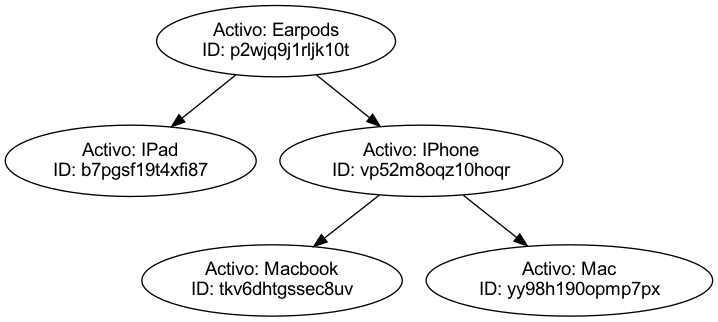 Activo: Earpods
ID: p2wjq9j1rljk10t
Activo: IPad
ID: b7pgsf19t4xfi87
Activo: IPhone
ID: vp52m8oqz10hoqr
Activo: Macbook
ID: tkv6dhtgssec8uv
Activo: Mac
ID: yy98h190opmp7px